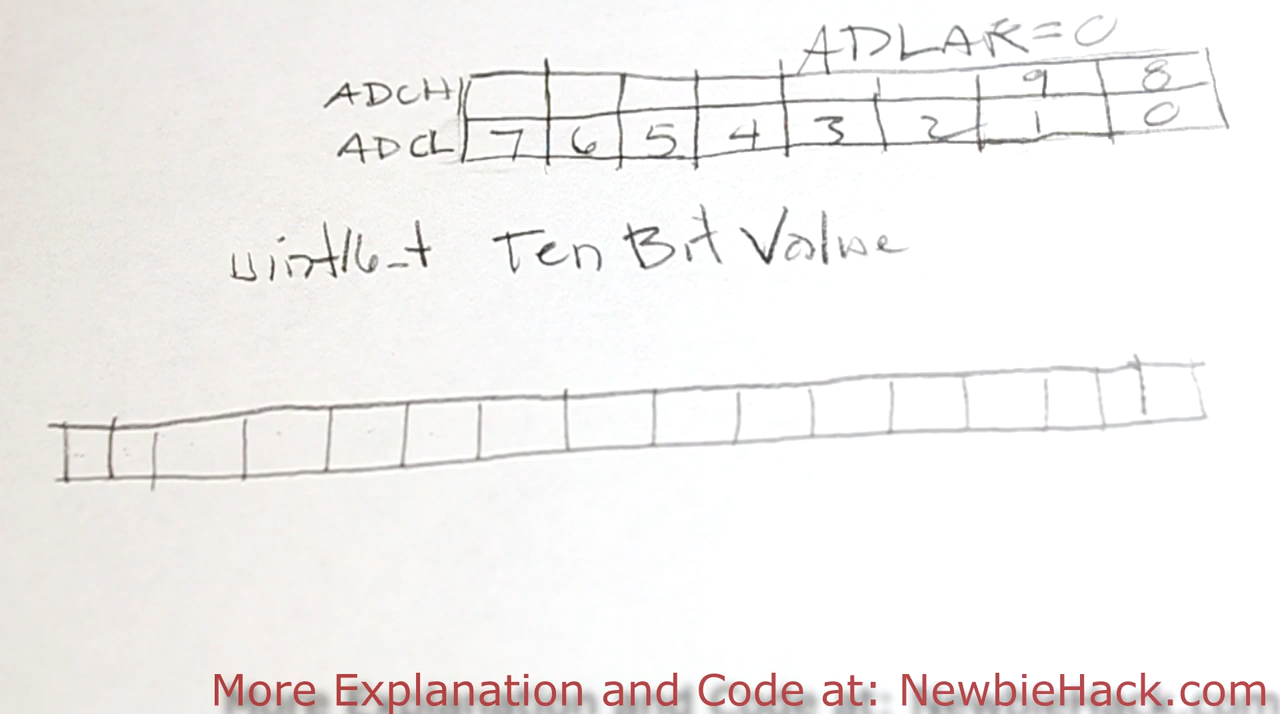 ADLAR=0
ADCH 9 8
ADCL 7 6 5 4 3 2 1 0
uint16_t Ten Bit Value
More Explanation and Code at: NewbieHack.com